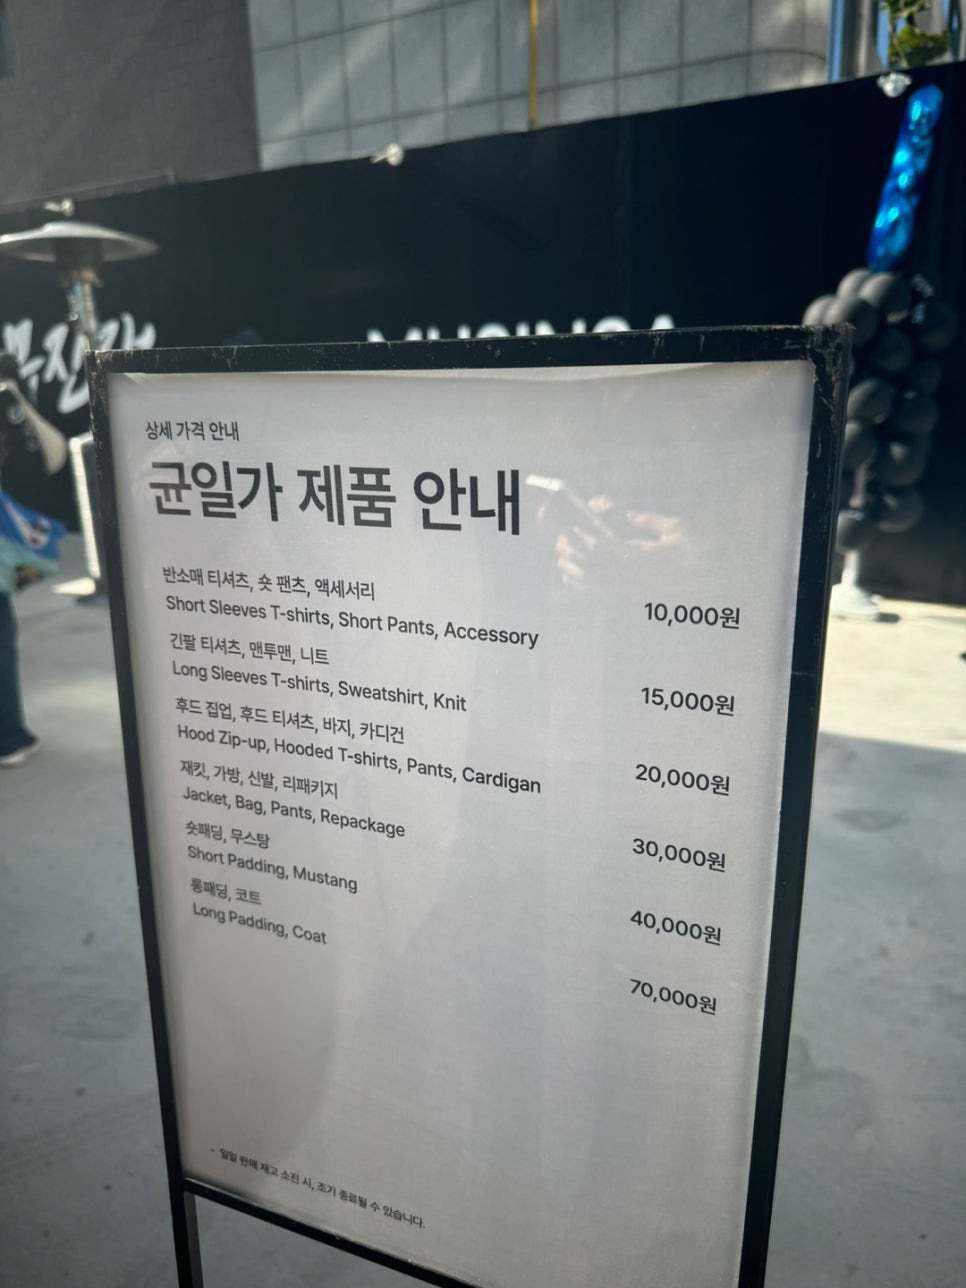 무진장
MUSINSA
상세 가격 안내
균일가 제품 안내
반소매 티셔츠, 숏 팬츠, 액세서리
Short Sleeves T-shirts, Short Pants, Accessory
10,000원
긴팔 티셔츠, 맨투맨, 니트
Long Sleeves T-shirts, Sweatshirt, Knit
15,000원
후드 집업, 후드 티셔츠, 바지, 카디건
Hood Zip-up, Hooded T-shirts, Pants, Cardigan
20,000원
재킷, 가방, 신발, 리패키지
Jacket, Bag, Pants, Repackage
30,000원
숏패딩, 무스탕
Short Padding, Mustang
40,000원
롱패딩, 코트
Long Padding, Coat
70,000원
- 일일 판매 재고 소진 시, 조기 종료될 수 있습니다.